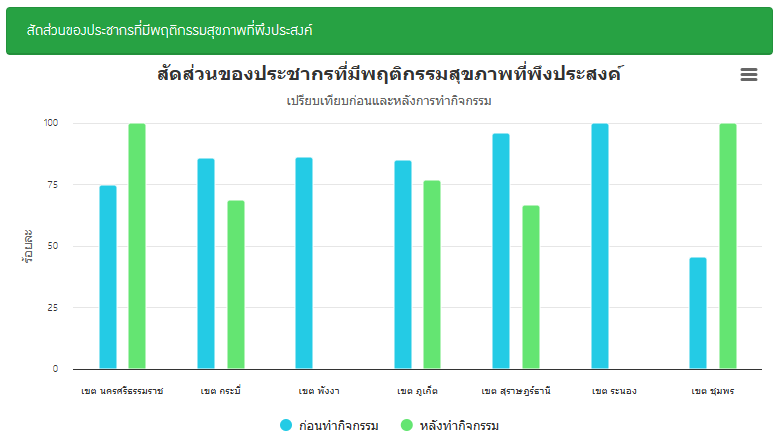 สัดส่วนของประชากรที่มีพฤติกรรมสุขภาพที่พึงประสงค์
สัดส่วนของประชากรที่มีพฤติกรรมสุขภาพที่พึงประสงค์
เปรียบเทียบก่อนและหลังการทำกิจกรรม
ร้อยละ
100
75
50
25
0
เขต นครศรีธรรมราช เขต กระบี่ เขต พังงา เขต ภูเก็ต เขต สุราษฎร์ธานี เขต ระนอง เขต ชุมพร
ก่อนทำกิจกรรม หลังทำกิจกรรม